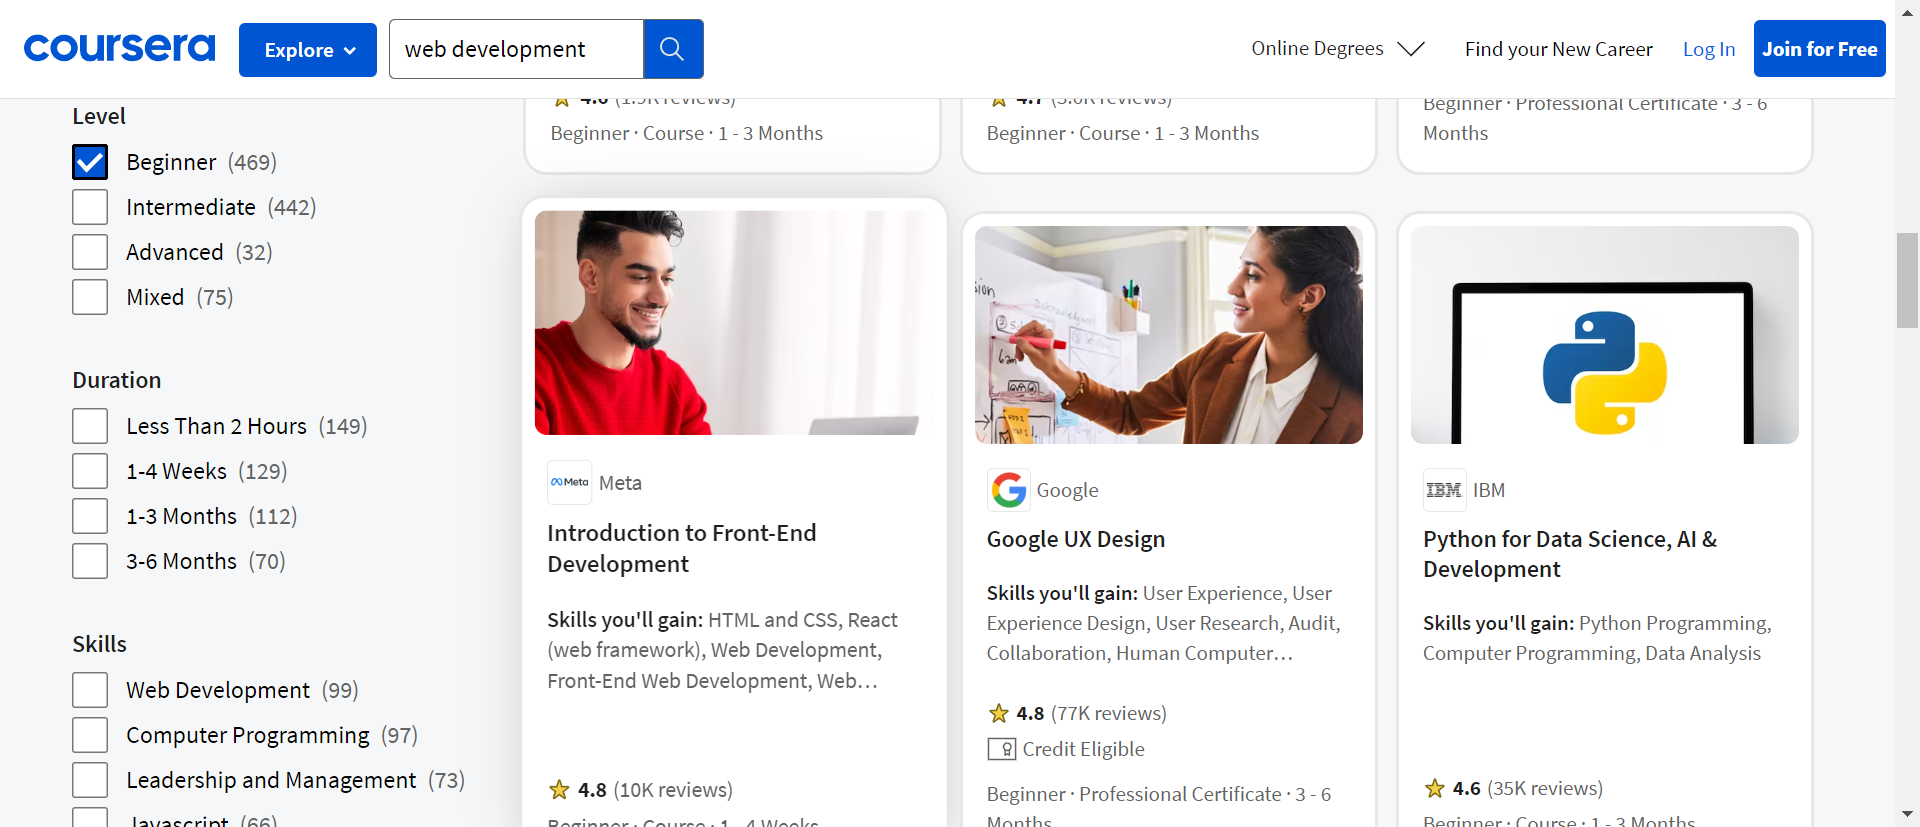 coursera
Explore
web development
Online Degrees
Find your New Career
Log In
Join for Free
Level
Beginner (469)
Intermediate (442)
Advanced (32)
Mixed (75)
Duration
Less Than 2 Hours (149)
1-4 Weeks (129)
1-3 Months (112)
3-6 Months (70)
Skills
Web Development (99)
Computer Programming (97)
Leadership and Management (73)
Javascript (66)
Beginner · Course · 1 - 3 Months
Beginner · Course · 1 - 3 Months
Beginner · Professional Certificate · 3 - 6
Months
Meta
Meta
Introduction to Front-End
Development
Skills you'll gain: HTML and CSS, React
(web framework), Web Development,
Front-End Web Development, Web…
4.8 (10K reviews)
Beginner · Course · 1 - 4 Weeks
Google
Google UX Design
Skills you'll gain: User Experience, User
Experience Design, User Research, Audit,
Collaboration, Human Computer…
4.8 (77K reviews)
Credit Eligible
Beginner · Professional Certificate · 3 - 6
Months
IBM
IBM
Python for Data Science, AI &
Development
Skills you'll gain: Python Programming,
Computer Programming, Data Analysis
4.6 (35K reviews)
Beginner · Course · 1 - 3 Months